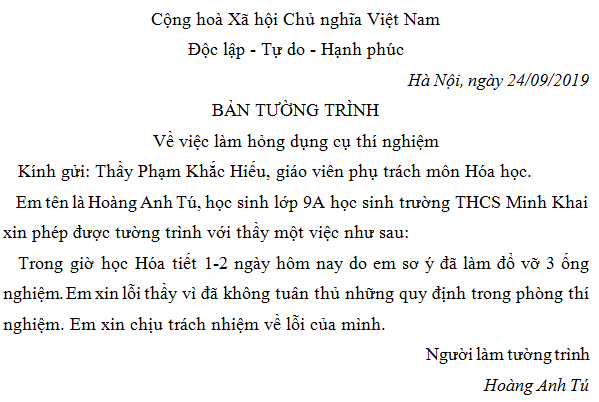 Cộng hoà Xã hội Chủ nghĩa Việt Nam
Độc lập - Tự do - Hạnh phúc
Hà Nội, ngày 24/09/2019
BẢN TƯỜNG TRÌNH
Về việc làm hỏng dụng cụ thí nghiệm
Kính gửi: Thầy Phạm Khắc Hiếu, giáo viên phụ trách môn Hóa học.
Em tên là Hoàng Anh Tú, học sinh lớp 9A học sinh trường THCS Minh Khai
xin phép được tường trình với thầy một việc như sau:
Trong giờ học Hóa tiết 1-2 ngày hôm nay do em sơ ý đã làm đổ vỡ 3 ống
nghiệm. Em xin lỗi thầy vì đã không tuân thủ những quy định trong phòng thí
nghiệm. Em xin chịu trách nhiệm về lỗi của mình.
Người làm tường trình
Hoàng Anh Tú